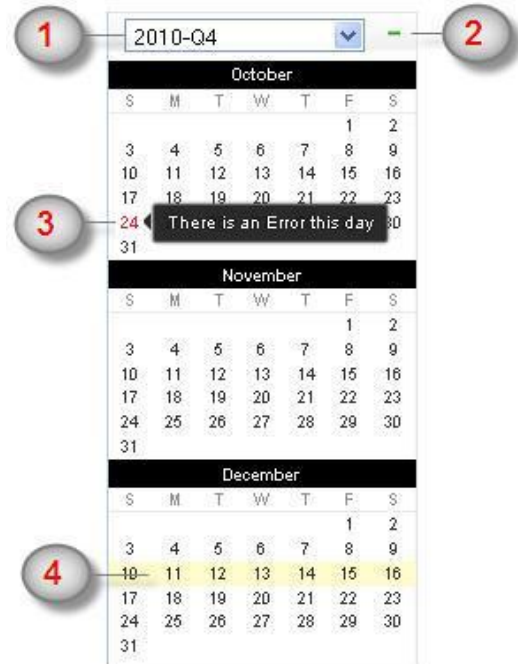 1 2010-Q4 2
October
S M T W T F S
1 2
3 4 5 6 7 8 9
10 11 12 13 14 15 16
17 18 19 20 21 22 23
3 24 There is an Error this day 30
31
November
S M T W T F S
1 2
3 4 5 6 7 8 9
10 11 12 13 14 15 16
17 18 19 20 21 22 23
24 25 26 27 28 29 30
31
December
S M T W T F S
1 2
3 4 5 6 7 8 9
4 10 11 12 13 14 15 16
17 18 19 20 21 22 23
24 25 26 27 28 29 30
31